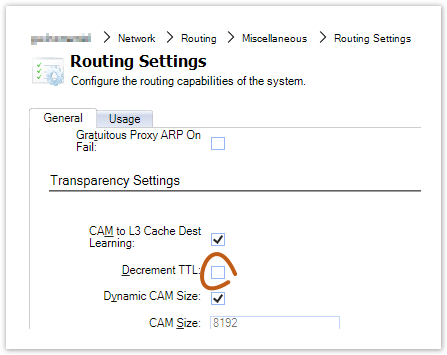 Network > Routing > Miscellaneous > Routing Settings
Routing Settings
Configure the routing capabilities of the system.
General Usage
Gratuitous Proxy ARP On
Fail:
Transparency Settings
CAM to L3 Cache Dest
Learning:
Decrement TTL:
Dynamic CAM Size:
CAM Size: 8192